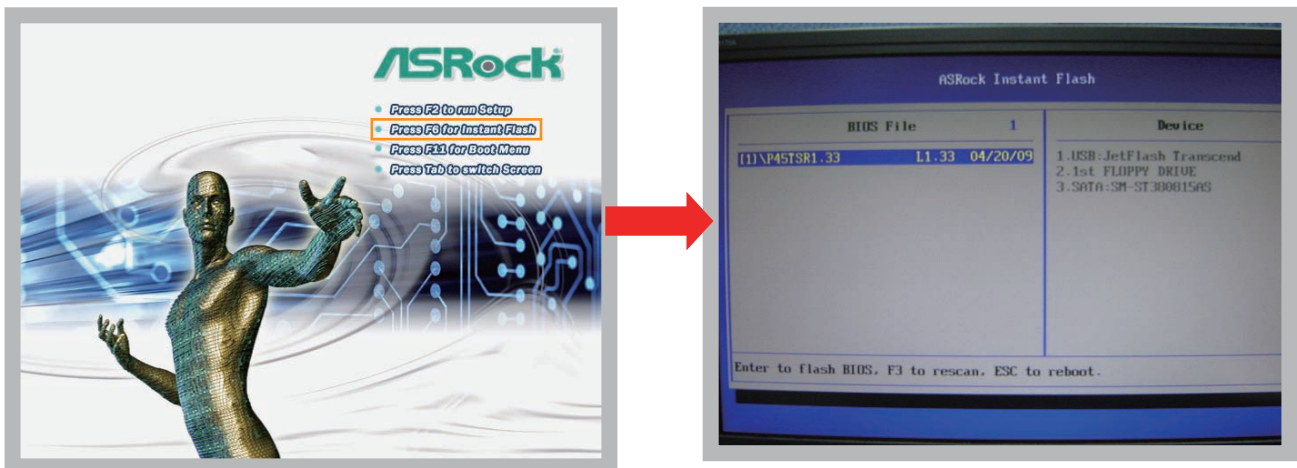 ASRock
Press F2 to run Setup
Press F6 for Instant Flash
Press F11 for Boot Menu
Press Tab to switch Screen
ASRock Instant Flash
BIOS File 1 Device
[1]\P45TSR1.33 L1.33 04/20/09
1.USB:JetFlash Transcend
2.1st FLOPPY DRIVE
3.SATA:SM-ST380815AS
Enter to flash BIOS, F3 to rescan, ESC to reboot.